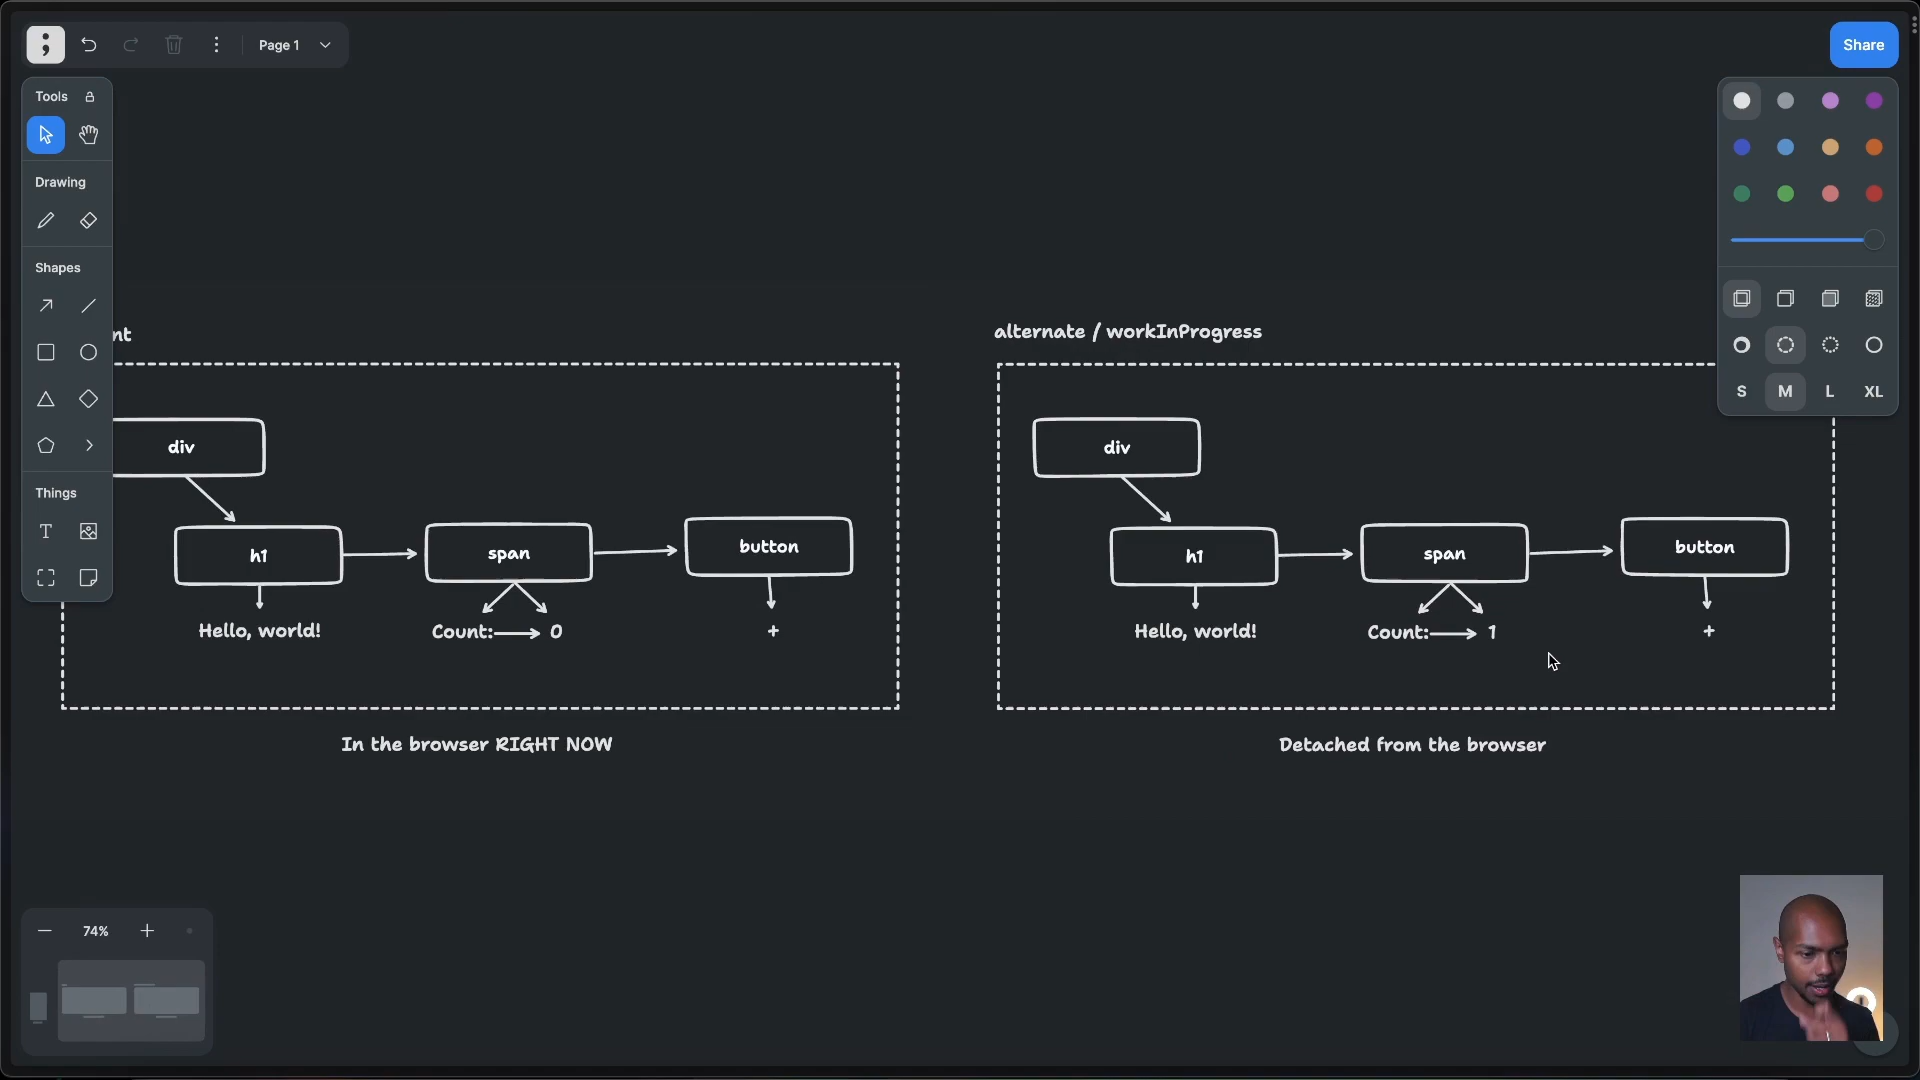 Page 1
Share
Tools
Drawing
Shapes
Things
S M L XL
nt
alternate / workInProgress
div
h1
span
button
Hello, world!
Count: 0
+
In the browser RIGHT NOW
div
h1
span
button
Hello, world!
Count: 1
+
Detached from the browser
74%